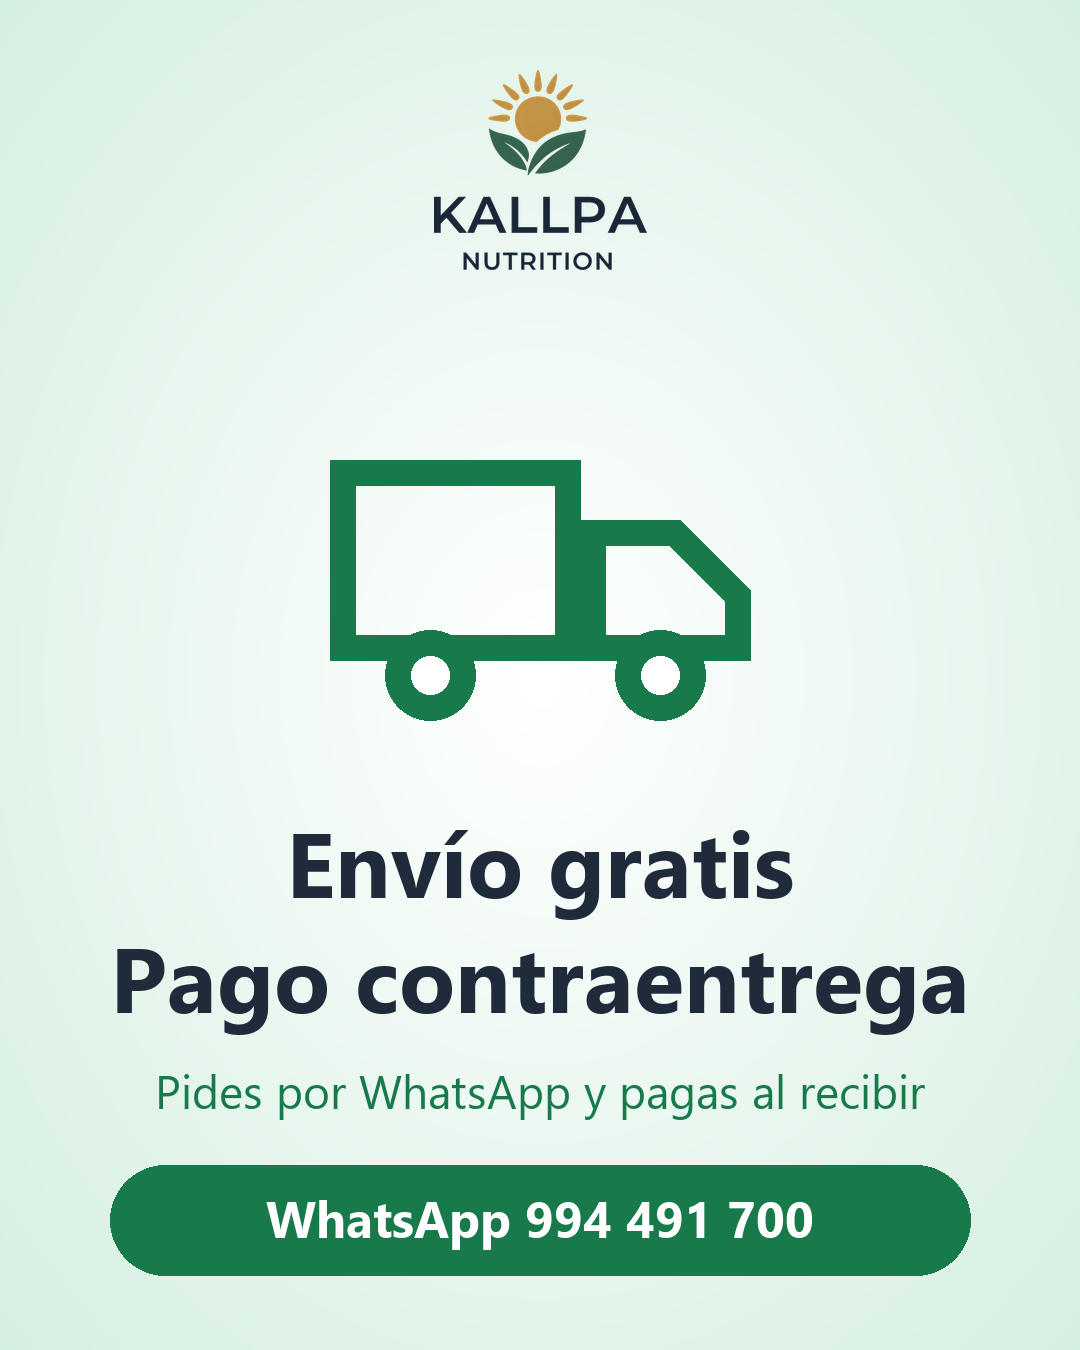 KALLPA
NUTRITION
Envío gratis
Pago contraentrega
Pides por WhatsApp y pagas al recibir
WhatsApp 994 491 700